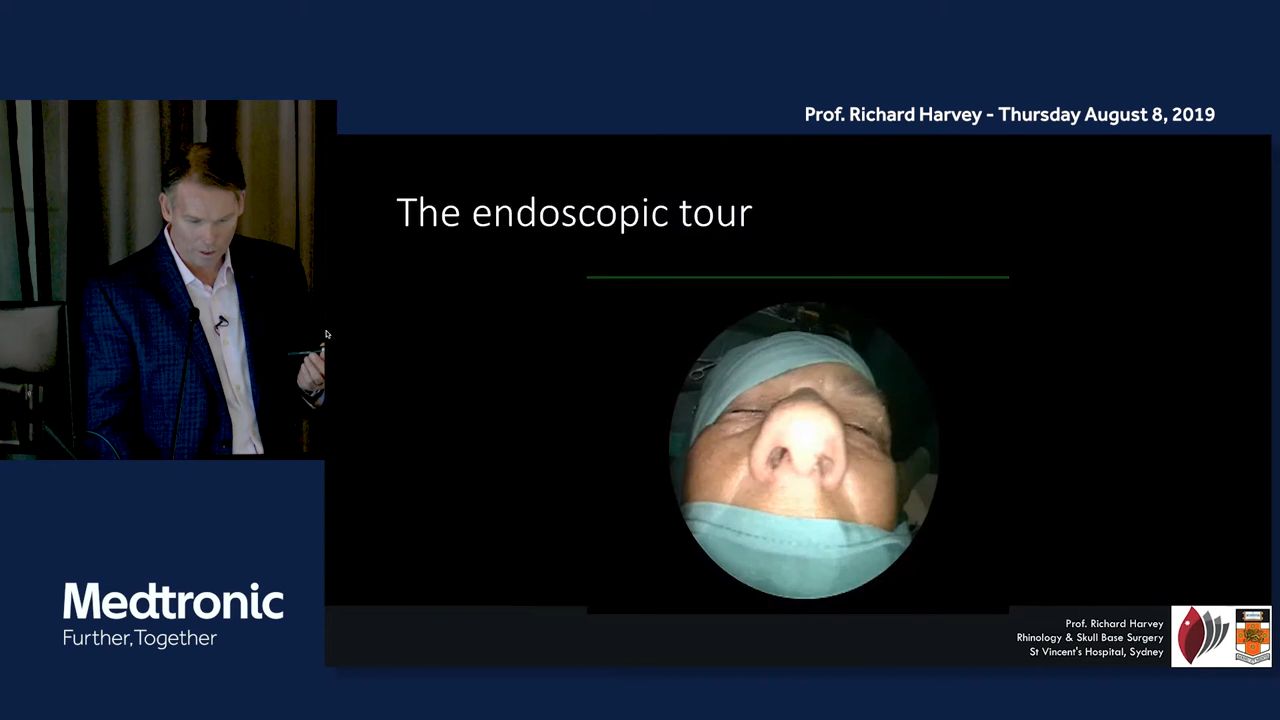 Prof. Richard Harvey - Thursday August 8, 2019
The endoscopic tour
Medtronic
Further,Together
Prof. Richard Harvey
Rhinology & Skull Base Surgery
St Vincent's Hospital, Sydney